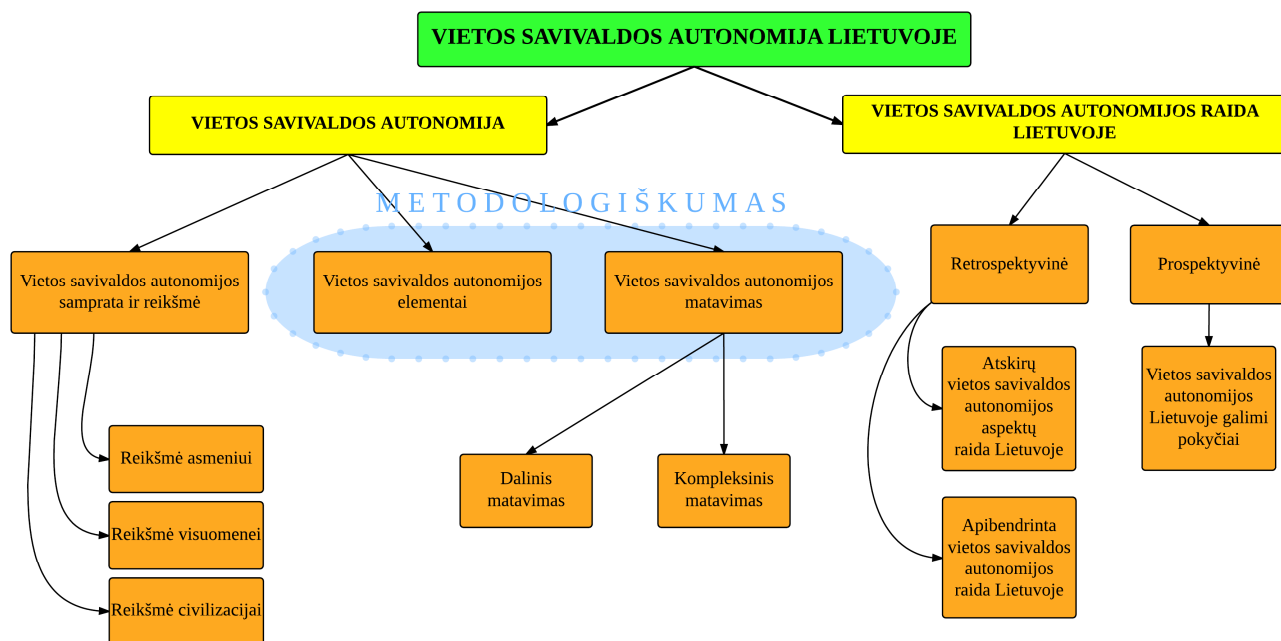 VIETOS SAVIVALDOS AUTONOMIJA LIETUVOJE
VIETOS SAVIVALDOS AUTONOMIJA
VIETOS SAVIVALDOS AUTONOMIJOS RAIDA
LIETUVOJE
METODOLOGIŠKUMAS
Vietos savivaldos autonomijos
samprata ir reikšmė
Vietos savivaldos autonomijos
elementai
Vietos savivaldos autonomijos
matavimas
Retrospektyvinė
Prospektyvinė
Reikšmė asmeniui
Reikšmė visuomenei
Reikšmė civilizacijai
Dalinis
matavimas
Kompleksinis
matavimas
Atskirų
vietos savivaldos
autonomijos
aspektų
raida Lietuvoje
Apibendrinta
vietos savivaldos
autonomijos
raida Lietuvoje
Vietos savivaldos
autonomijos
Lietuvoje galimi
pokyčiai